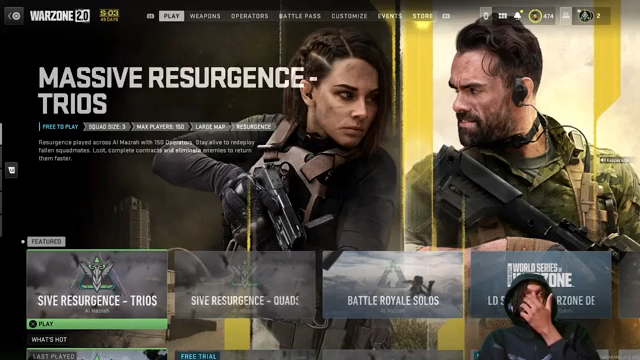 WARZONE 2.0
S-03
49 DAYS
PLAY
WEAPONS
OPERATORS
BATTLE PASS
CUSTOMIZE
EVENTS
STORE
474
2
MASSIVE RESURGENCE -
TRIOS
FREE TO PLAY
SQUAD SIZE: 3
MAX PLAYERS: 150
LARGE MAP
RESURGENCE
Resurgence played across Al Mazrah with 150 Operators. Stay alive to redeploy
fallen squadmates. Loot, complete contracts and eliminate enemies to return
them faster.
FEATURED
SIVE RESURGENCE - TRIOS
Al Mazrah
SIVE RESURGENCE - QUADS
Al Mazrah
BATTLE ROYALE SOLOS
Al Mazrah
WORLD SERIES OF
WARZONE
LD S
RZONE DE
PLAY
WHAT'S HOT
LAST PLAYED
FREE TRIAL